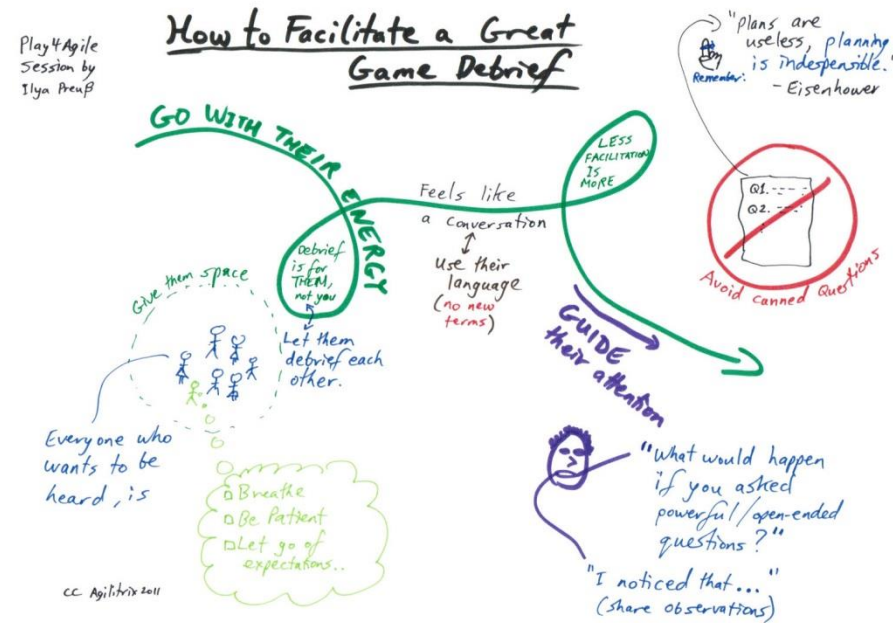 How to Facilitate a Great
Game Debrief
Play4Agile
Session by
Ilya Preuß
"Plans are
useless, planning
is indespensible."
- Eisenhower
Remember:
Q1. ----
Q2. ----
Avoid canned Questions
GO WITH THEIR ENERGY
LESS
FACILITATION
IS
MORE
Feels like
a conversation
Use their
language
(no new
terms)
Debrief
is for
THEM,
not you
Let them
debrief each
other.
Give them space
Everyone who
wants to be
heard, is
Breathe
Be Patient
Let go of
expectations..
GUIDE
their attention
"What would happen
if you asked
powerful/open-ended
questions?"
"I noticed that..."
(share observations)
CC Agilitrix 2011